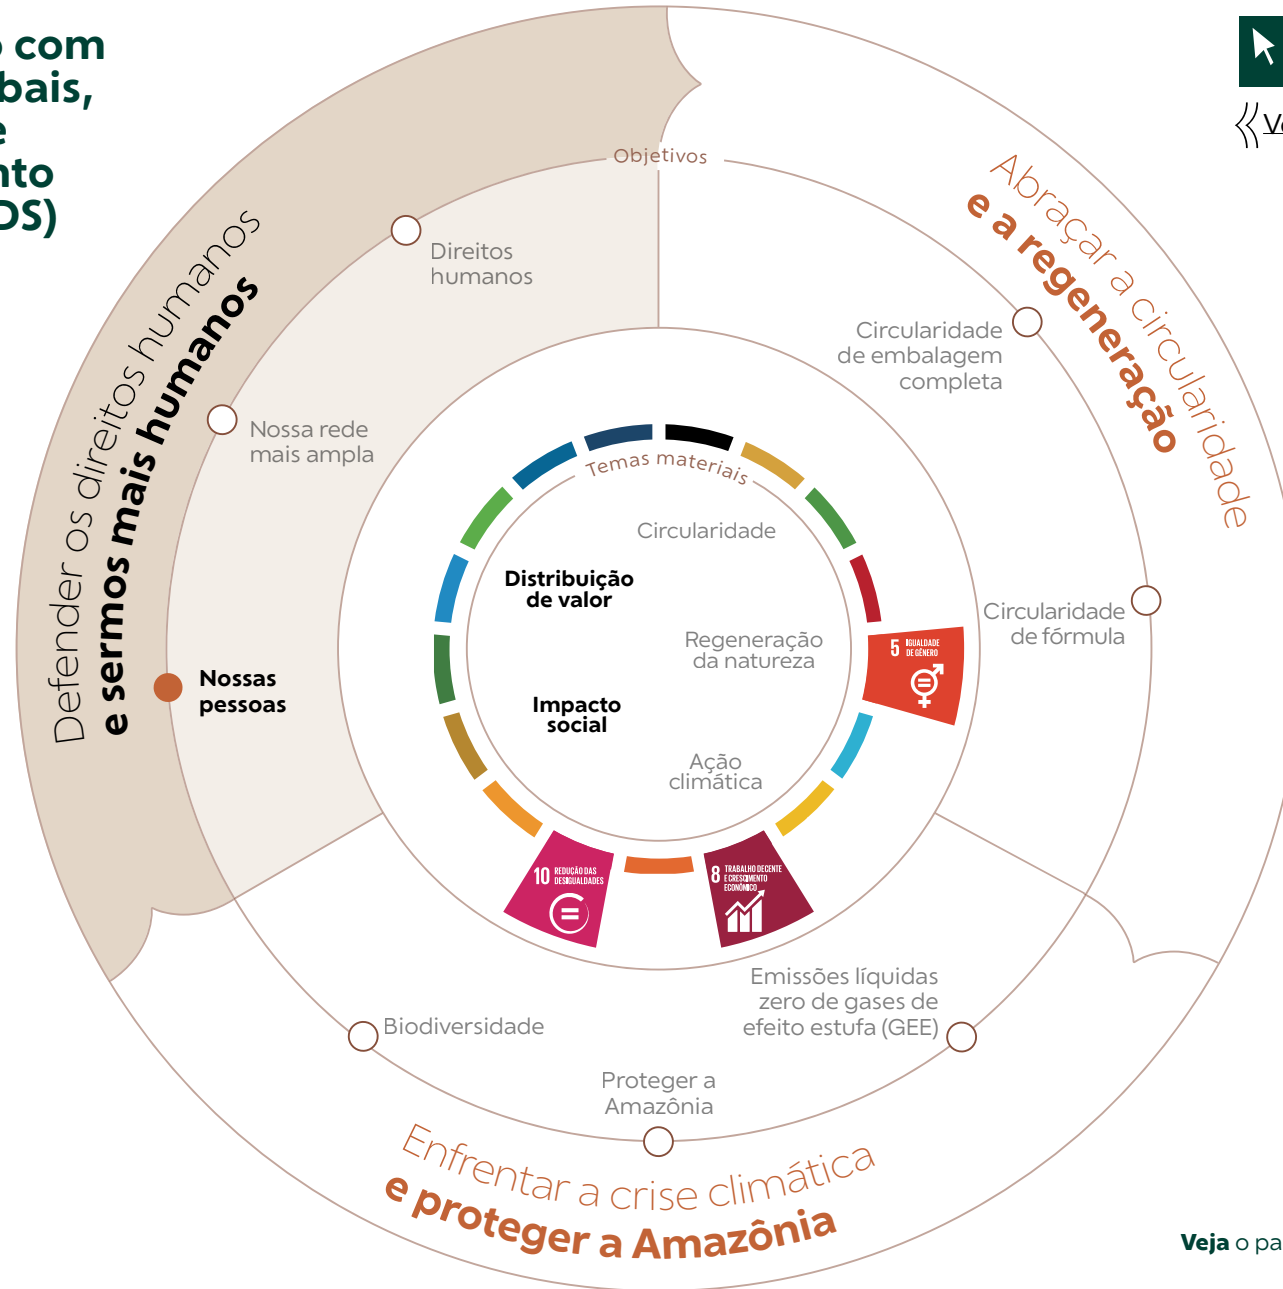 com
bais,
e
nto
DS)
Objetivos
Defender os direitos humanos
e sermos mais humanos
Direitos
humanos
Nossa rede
mais ampla
Nossas
pessoas
Abraçar a circularidade
e a regeneração
Circularidade
de embalagem
completa
Circularidade
de fórmula
Temas materiais
Circularidade
Distribuição
de valor
Regeneração
da natureza
Impacto
social
Ação
climática
5 IGUALDADE
DE GÊNERO
8 TRABALHO DECENTE
E CRESCIMENTO
ECONÔMICO
10 REDUÇÃO DAS
DESIGUALDADES
Emissões líquidas
zero de gases de
efeito estufa (GEE)
Biodiversidade
Proteger a
Amazônia
Enfrentar a crise climática
e proteger a Amazônia
Veja o pa